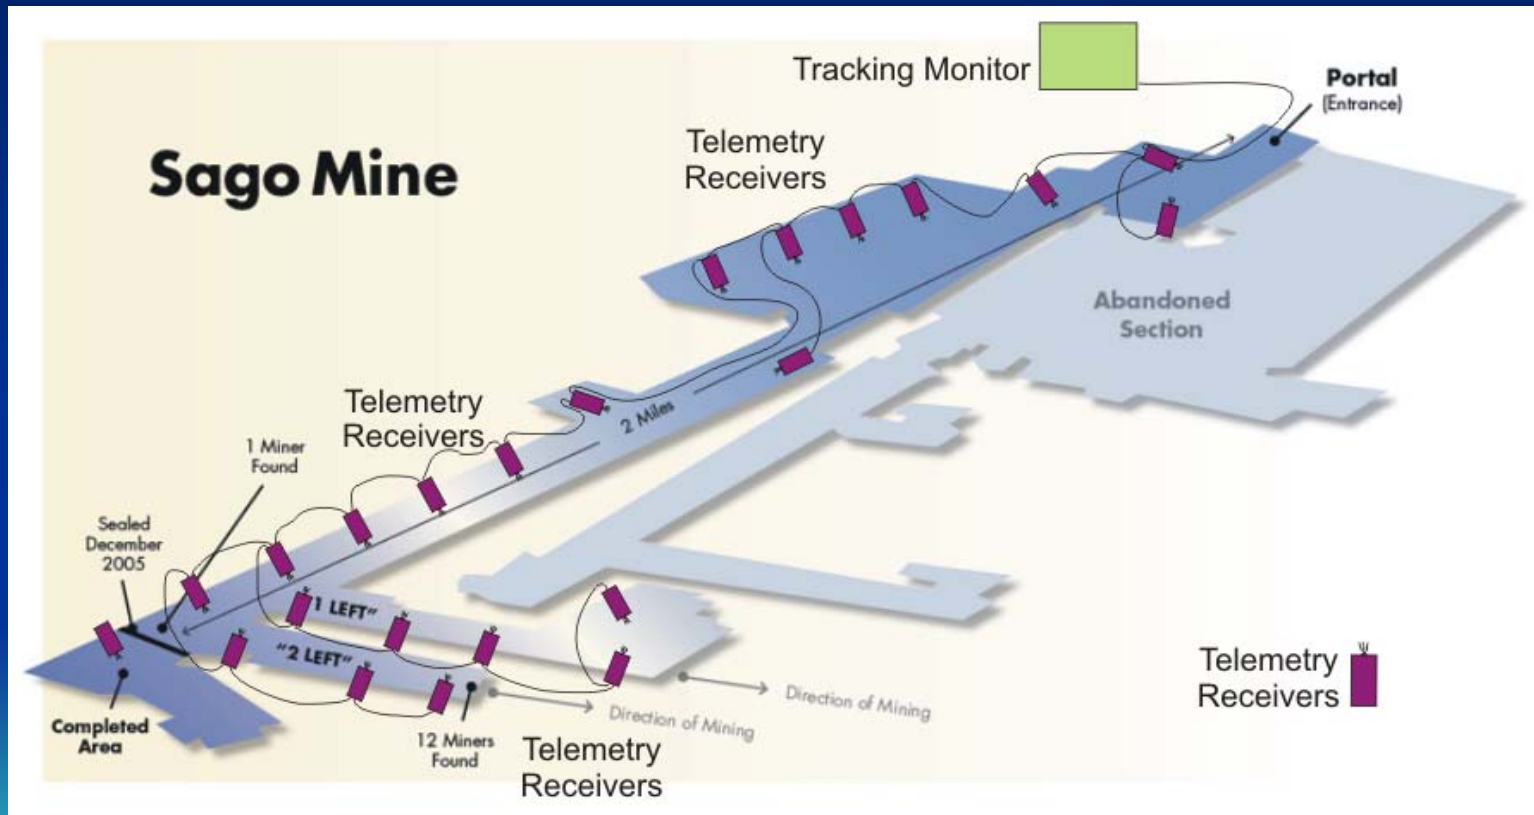 Tracking Monitor
Portal
(Entrance)
Telemetry
Receivers
Sago Mine
Abandoned
Section
Telemetry
Receivers
2 Miles
1 Miner
Found
Sealed
December
2005
"1 LEFT"
"2 LEFT"
Telemetry
Receivers
Direction of Mining
Direction of Mining
Completed
Area
12 Miners
Found
Telemetry
Receivers